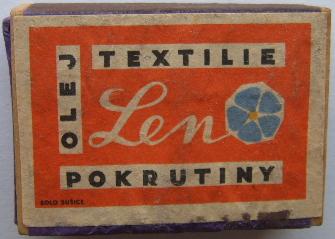 OLEJ
TEXTILIE
Len
POKRUTINY
SOLO SUŠICE